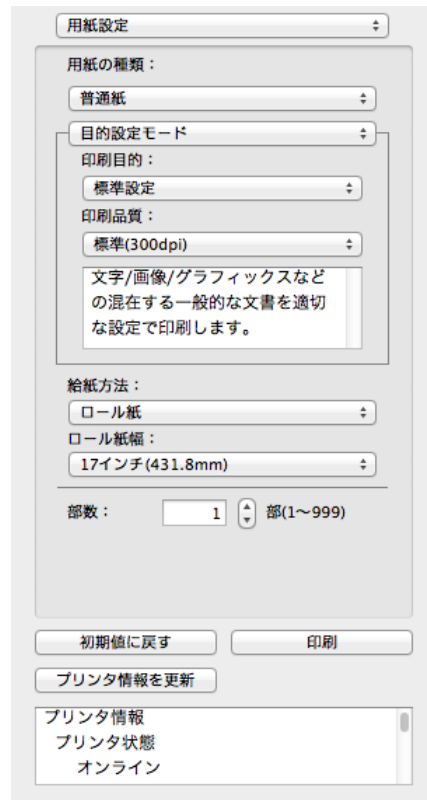 用紙設定
用紙の種類：
普通紙
目的設定モード
印刷目的：
標準設定
印刷品質：
標準(300dpi)
文字/画像/グラフィックスなど
の混在する一般的な文書を適切
な設定で印刷します。
給紙方法：
ロール紙
ロール紙幅：
17インチ(431.8mm)
部数： 1 部(1〜999)
初期値に戻す 印刷
プリンタ情報を更新
プリンタ情報
プリンタ状態
オンライン